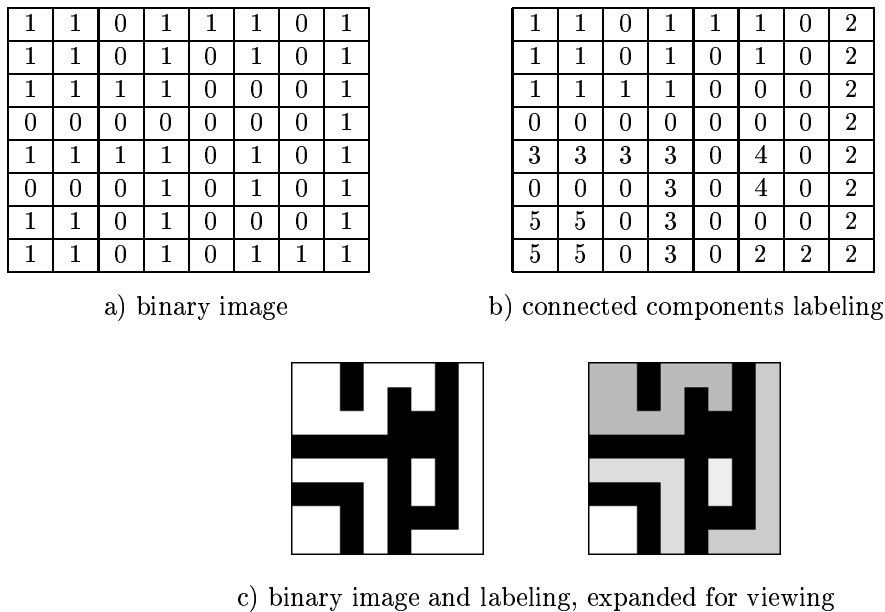 1 1 0 1 1 1 0 1
1 1 0 1 0 1 0 1
1 1 1 1 0 0 0 1
0 0 0 0 0 0 0 1
1 1 1 1 0 1 0 1
0 0 0 1 0 1 0 1
1 1 0 1 0 0 0 1
1 1 0 1 0 1 1 1
a) binary image
1 1 0 1 1 1 0 2
1 1 0 1 0 1 0 2
1 1 1 1 0 0 0 2
0 0 0 0 0 0 0 2
3 3 3 3 0 4 0 2
0 0 0 3 0 4 0 2
5 5 0 3 0 0 0 2
5 5 0 3 0 2 2 2
b) connected components labeling
c) binary image and labeling, expanded for viewing